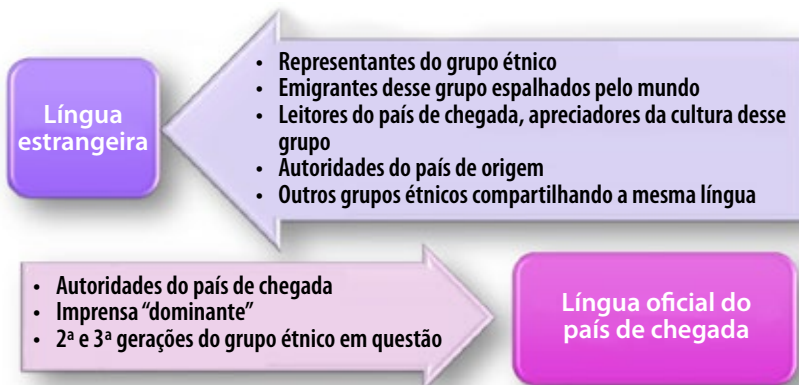 Língua
estrangeira
• Representantes do grupo étnico
• Emigrantes desse grupo espalhados pelo mundo
• Leitores do país de chegada, apreciadores da cultura desse
grupo
• Autoridades do país de origem
• Outros grupos étnicos compartilhando a mesma língua
• Autoridades do país de chegada
• Imprensa “dominante”
• 2ª e 3ª gerações do grupo étnico em questão
Língua oficial do
país de chegada